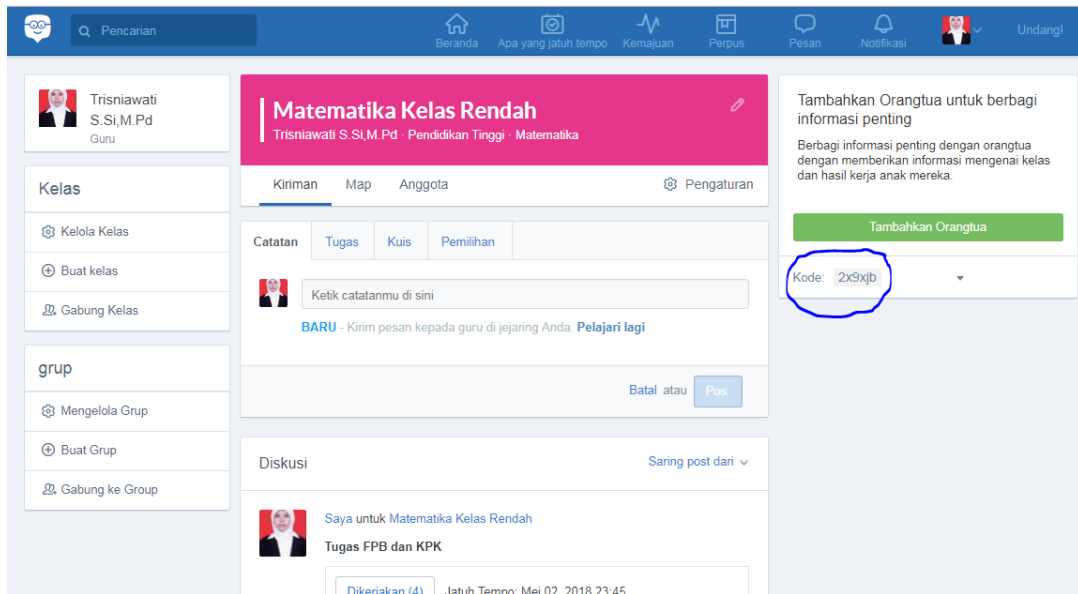 Pencarian
Beranda
Apa yang jatuh tempo
Kemajuan
Perpus
Pesan
Notifikasi
Undang!
Trisniawati
S.Si,M.Pd
Guru
Kelas
Kelola Kelas
Buat kelas
Gabung Kelas
grup
Mengelola Grup
Buat Grup
Gabung ke Group
Matematika Kelas Rendah
Trisniawati S.Si,M.Pd · Pendidikan Tinggi · Matematika
Kiriman
Map
Anggota
Pengaturan
Catatan
Tugas
Kuis
Pemilihan
Ketik catatanmu di sini
BARU - Kirim pesan kepada guru di jejaring Anda. Pelajari lagi
Batal atau
Pos:
Diskusi
Saring post dari
Saya untuk Matematika Kelas Rendah
Tugas FPB dan KPK
Dikerjakan (4)
Jatuh Tempo: Mei 02, 2018 23:45
Tambahkan Orangtua untuk berbagi
informasi penting
Berbagi informasi penting dengan orangtua
dengan memberikan informasi mengenai kelas
dan hasil kerja anak mereka.
Tambahkan Orangtua
Kode: 2x9xjb